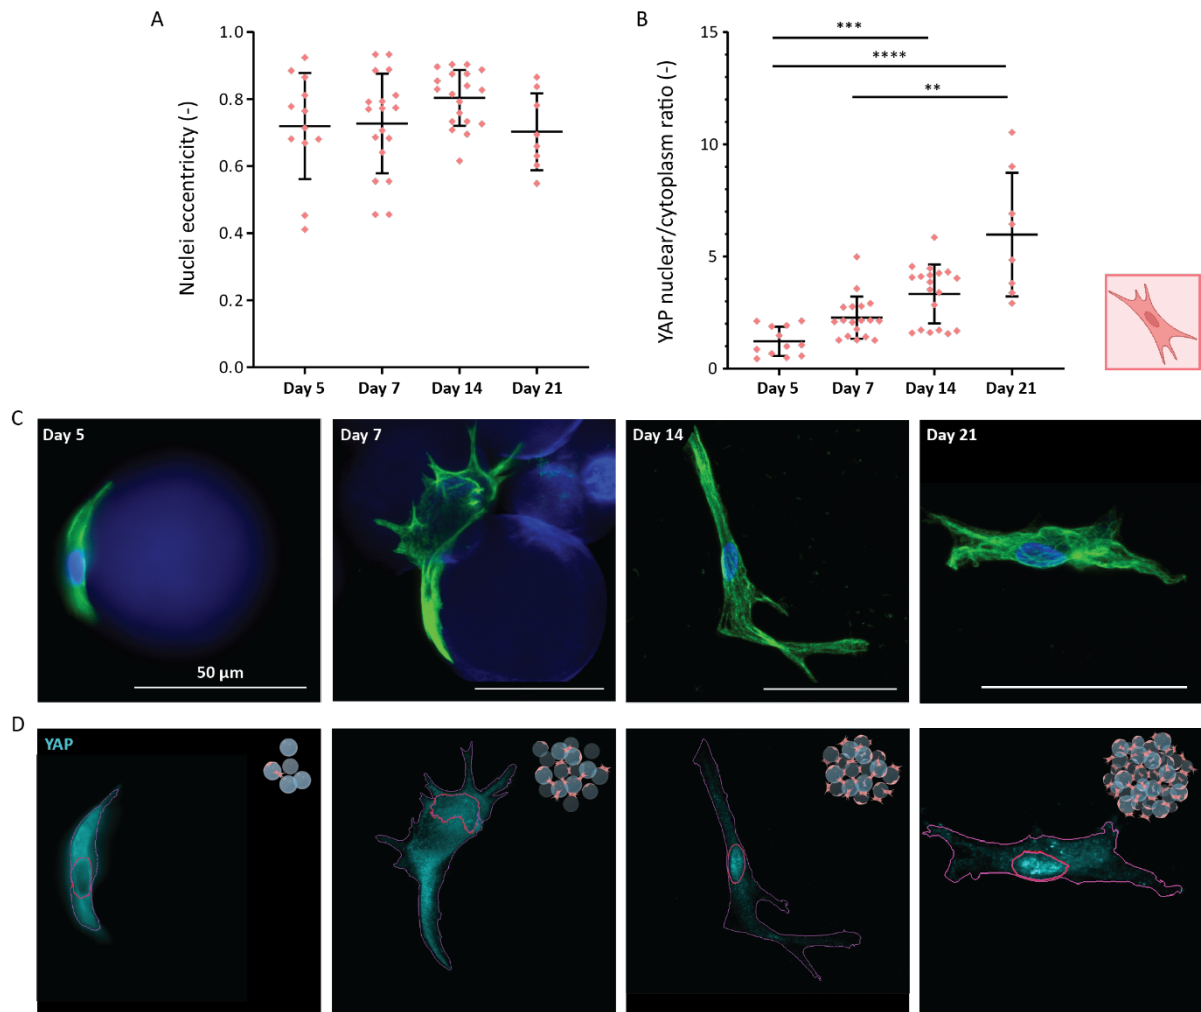 A
Nuclei eccentricity (-)
1.0
0.8
0.6
0.4
0.2
0.0
Day 5 Day 7 Day 14 Day 21
B
YAP nuclear/cytoplasm ratio (-)
15
10
5
0
***
****
**
Day 5 Day 7 Day 14 Day 21
C
Day 5
50 μm
Day 7
Day 14
Day 21
D
YAP